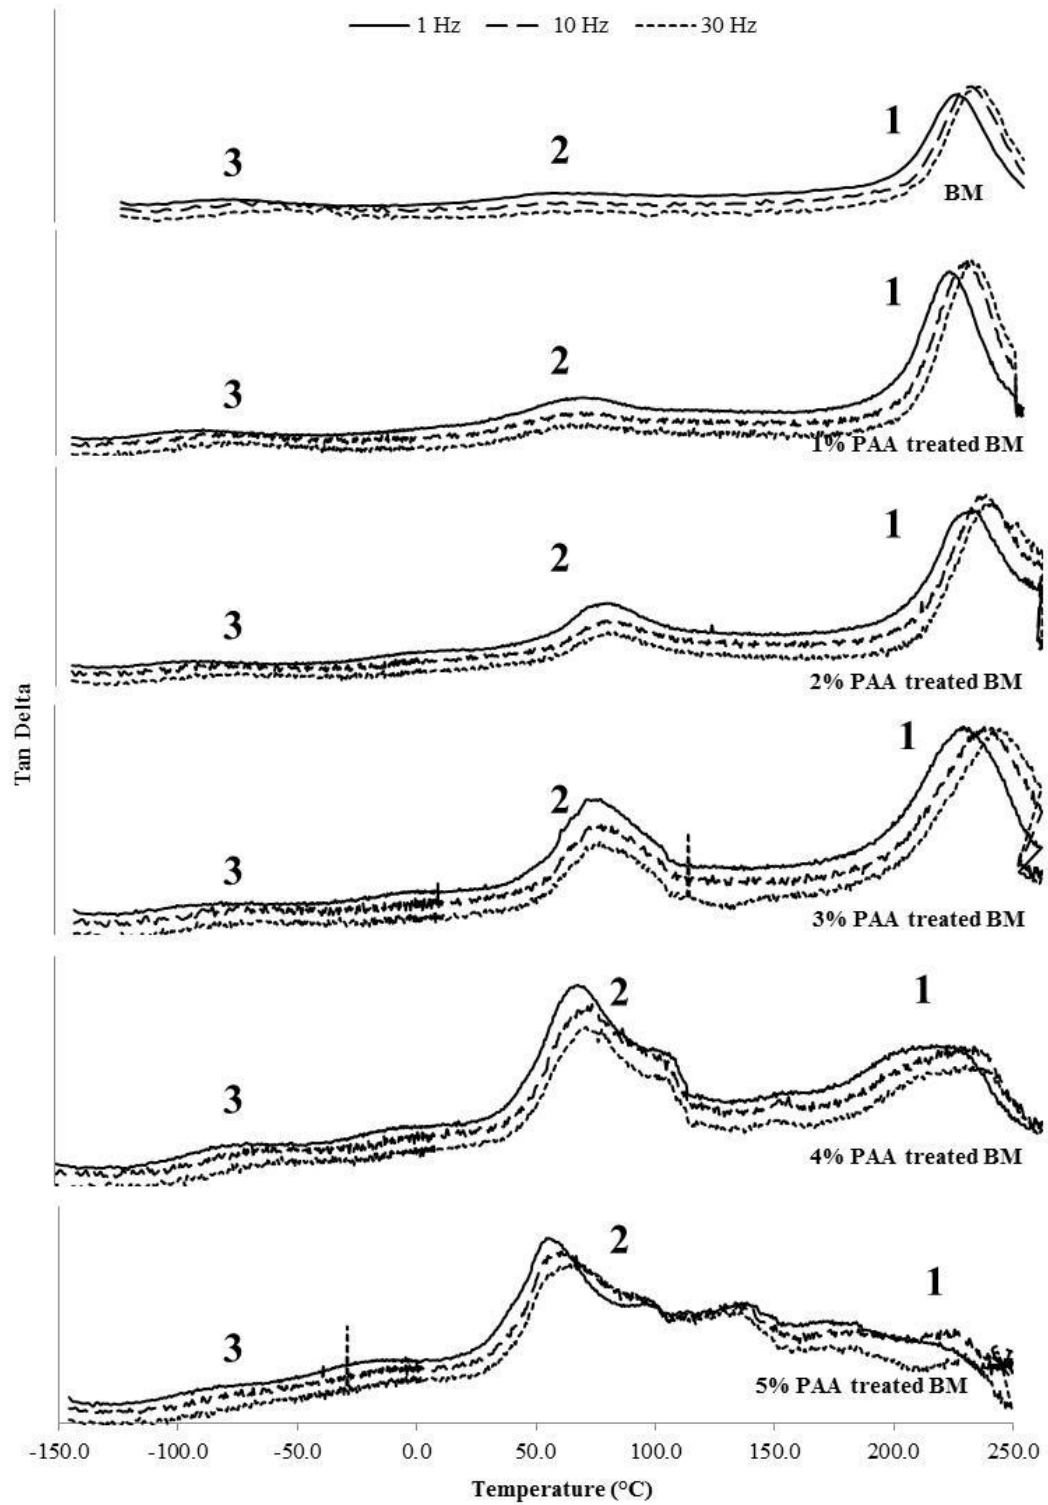 1 Hz 10 Hz 30 Hz
3 2 1
BM
3 2 1
1% PAA treated BM
3 2 1
2% PAA treated BM
Tan Delta
3 2 1
3% PAA treated BM
3 2 1
4% PAA treated BM
3 2 1
5% PAA treated BM
-150.0 -100.0 -50.0 0.0 50.0 100.0 150.0 200.0 250.0
Temperature (°C)